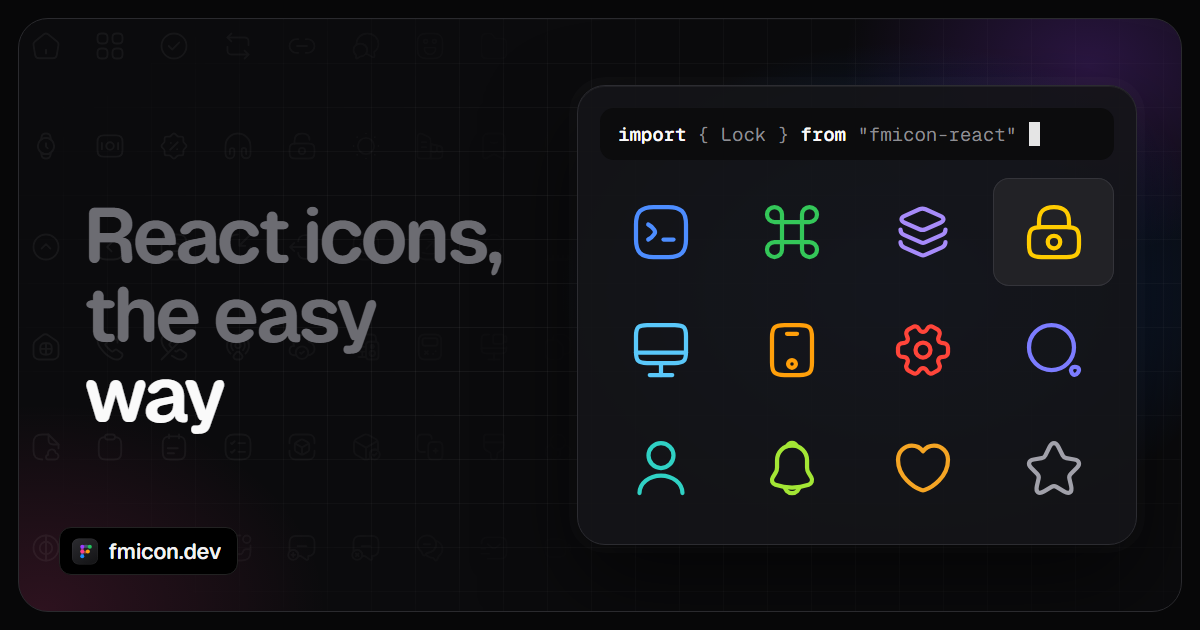 React icons,
the easy
way
fmicon.dev
import { Lock } from "fmicon-react"